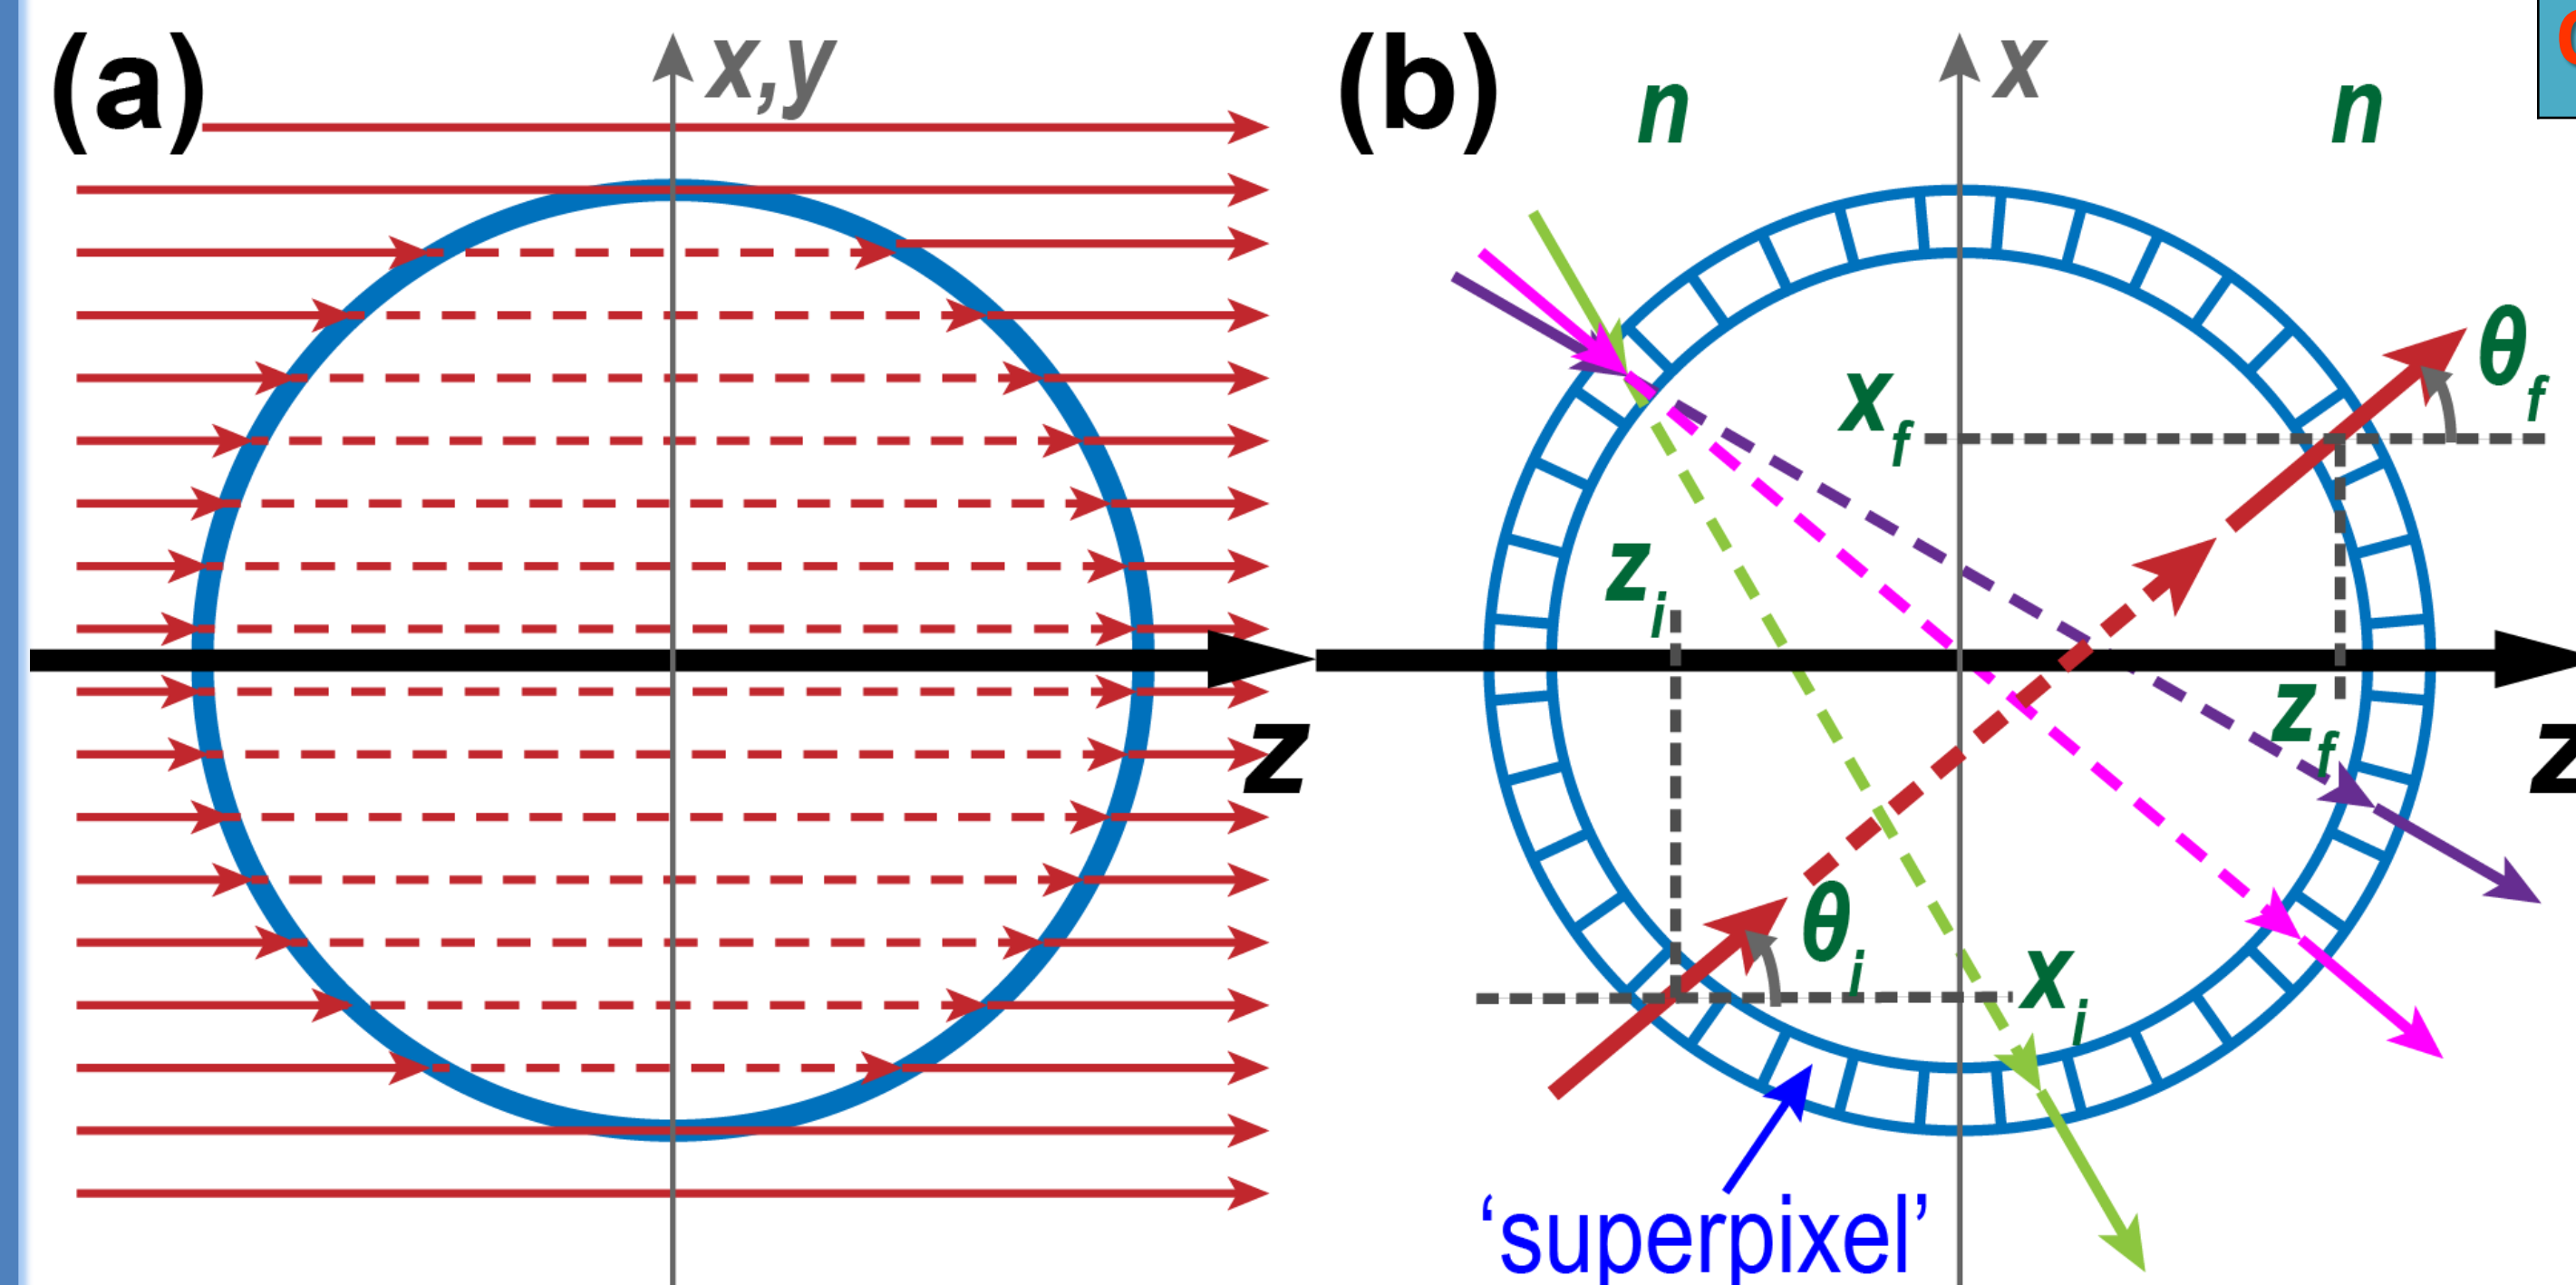 (a)
x,y
z
(b)
x
n
n
θf
xf
zi
zf
z
θi
xi
‘superpixel’